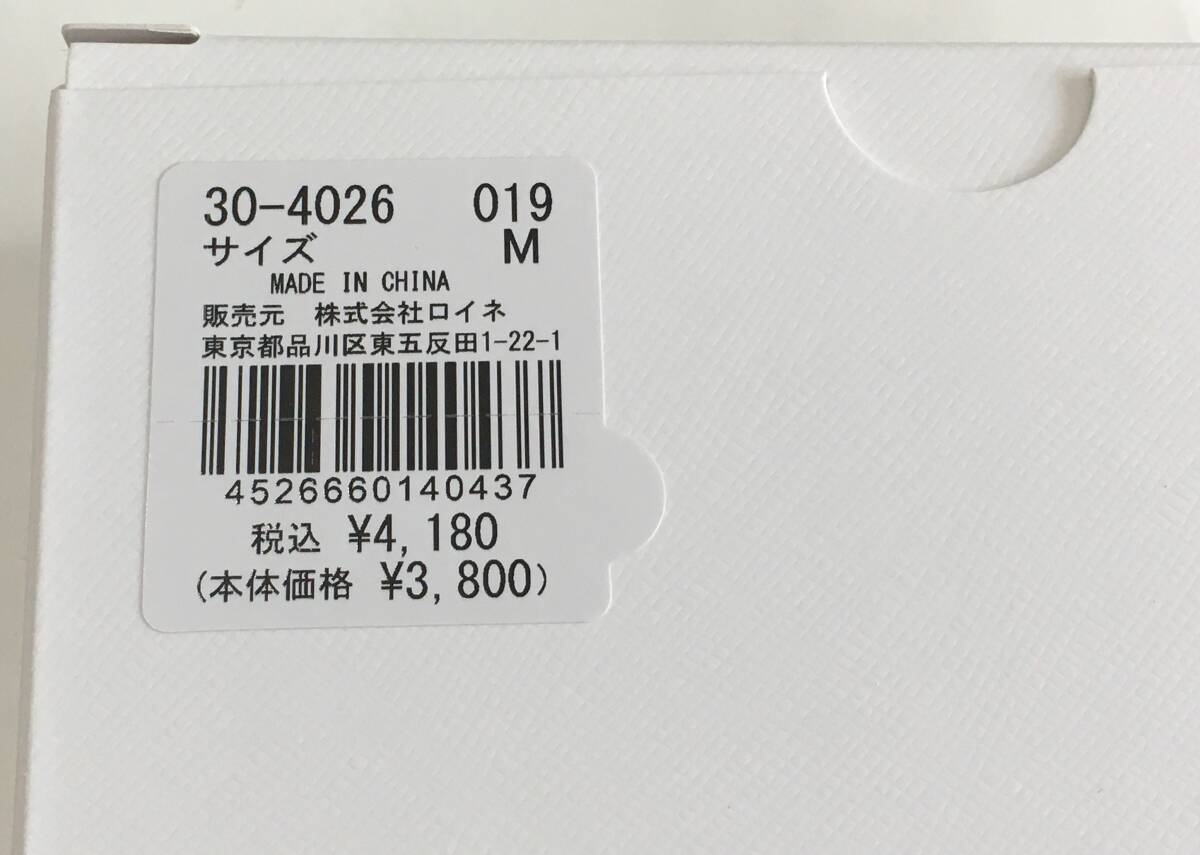 30-4026 019
サイズ M
MADE IN CHINA
販売元 株式会社ロイネ
東京都品川区東五反田1-22-1
4526660140437
税込 ¥4,180
(本体価格 ¥3,800)